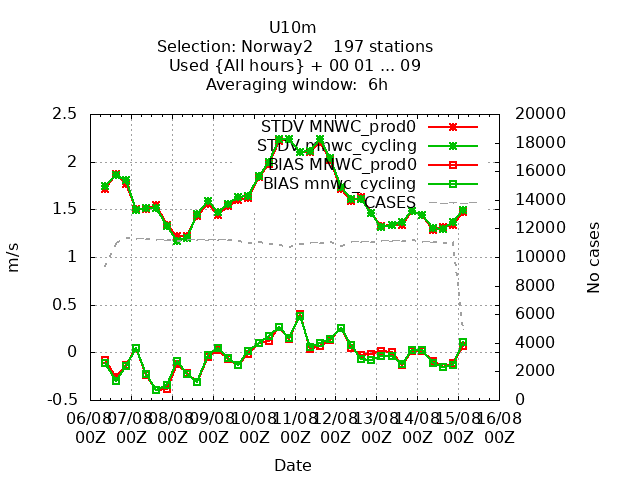 U10m
Selection: Norway2    197 stations
Used {All hours} + 00 01 ... 09
Averaging window:  6h
2.5
2
1.5
1
0.5
0
-0.5
20000
18000
16000
14000
12000
10000
8000
6000
4000
2000
0
m/s
No cases
STDV MNWC_prod0
STDV mnwc_cycling
BIAS MNWC_prod0
BIAS mnwc_cycling
CASES
06/08 07/08 08/08 09/08 10/08 11/08 12/08 13/08 14/08 15/08 16/08
00Z 00Z 00Z 00Z 00Z 00Z 00Z 00Z 00Z 00Z 00Z
Date